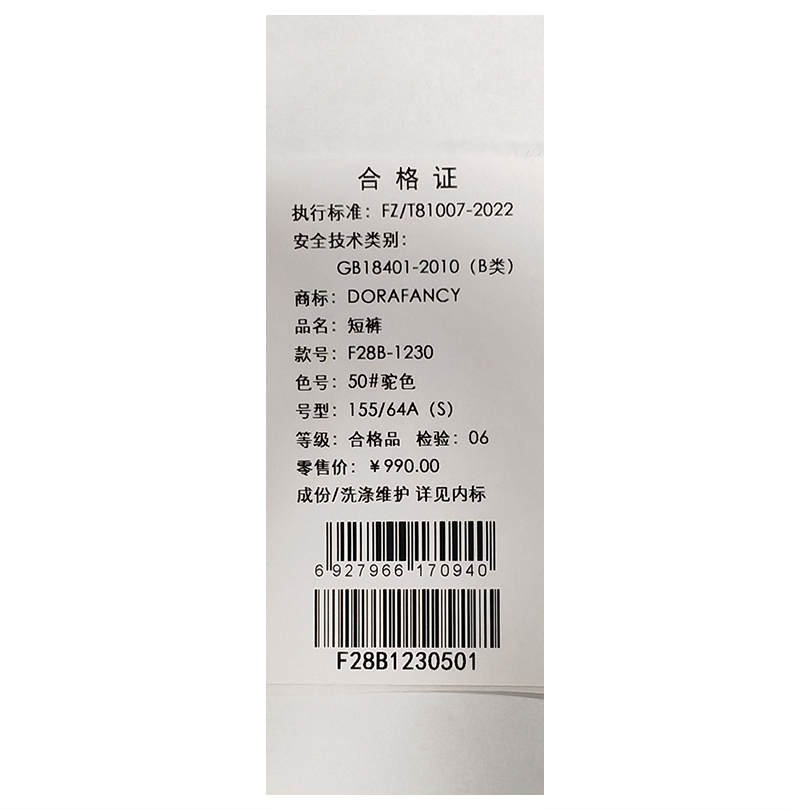 合格证
执行标准：FZ/T81007-2022
安全技术类别：
GB18401-2010（B类）
商标：DORAFANCY
品名：短裤
款号：F28B-1230
色号：50#驼色
号型：155/64A（S）
等级：合格品 检验：06
零售价：￥990.00
成份/洗涤维护 详见内标
6 927966 170940
F28B1230501